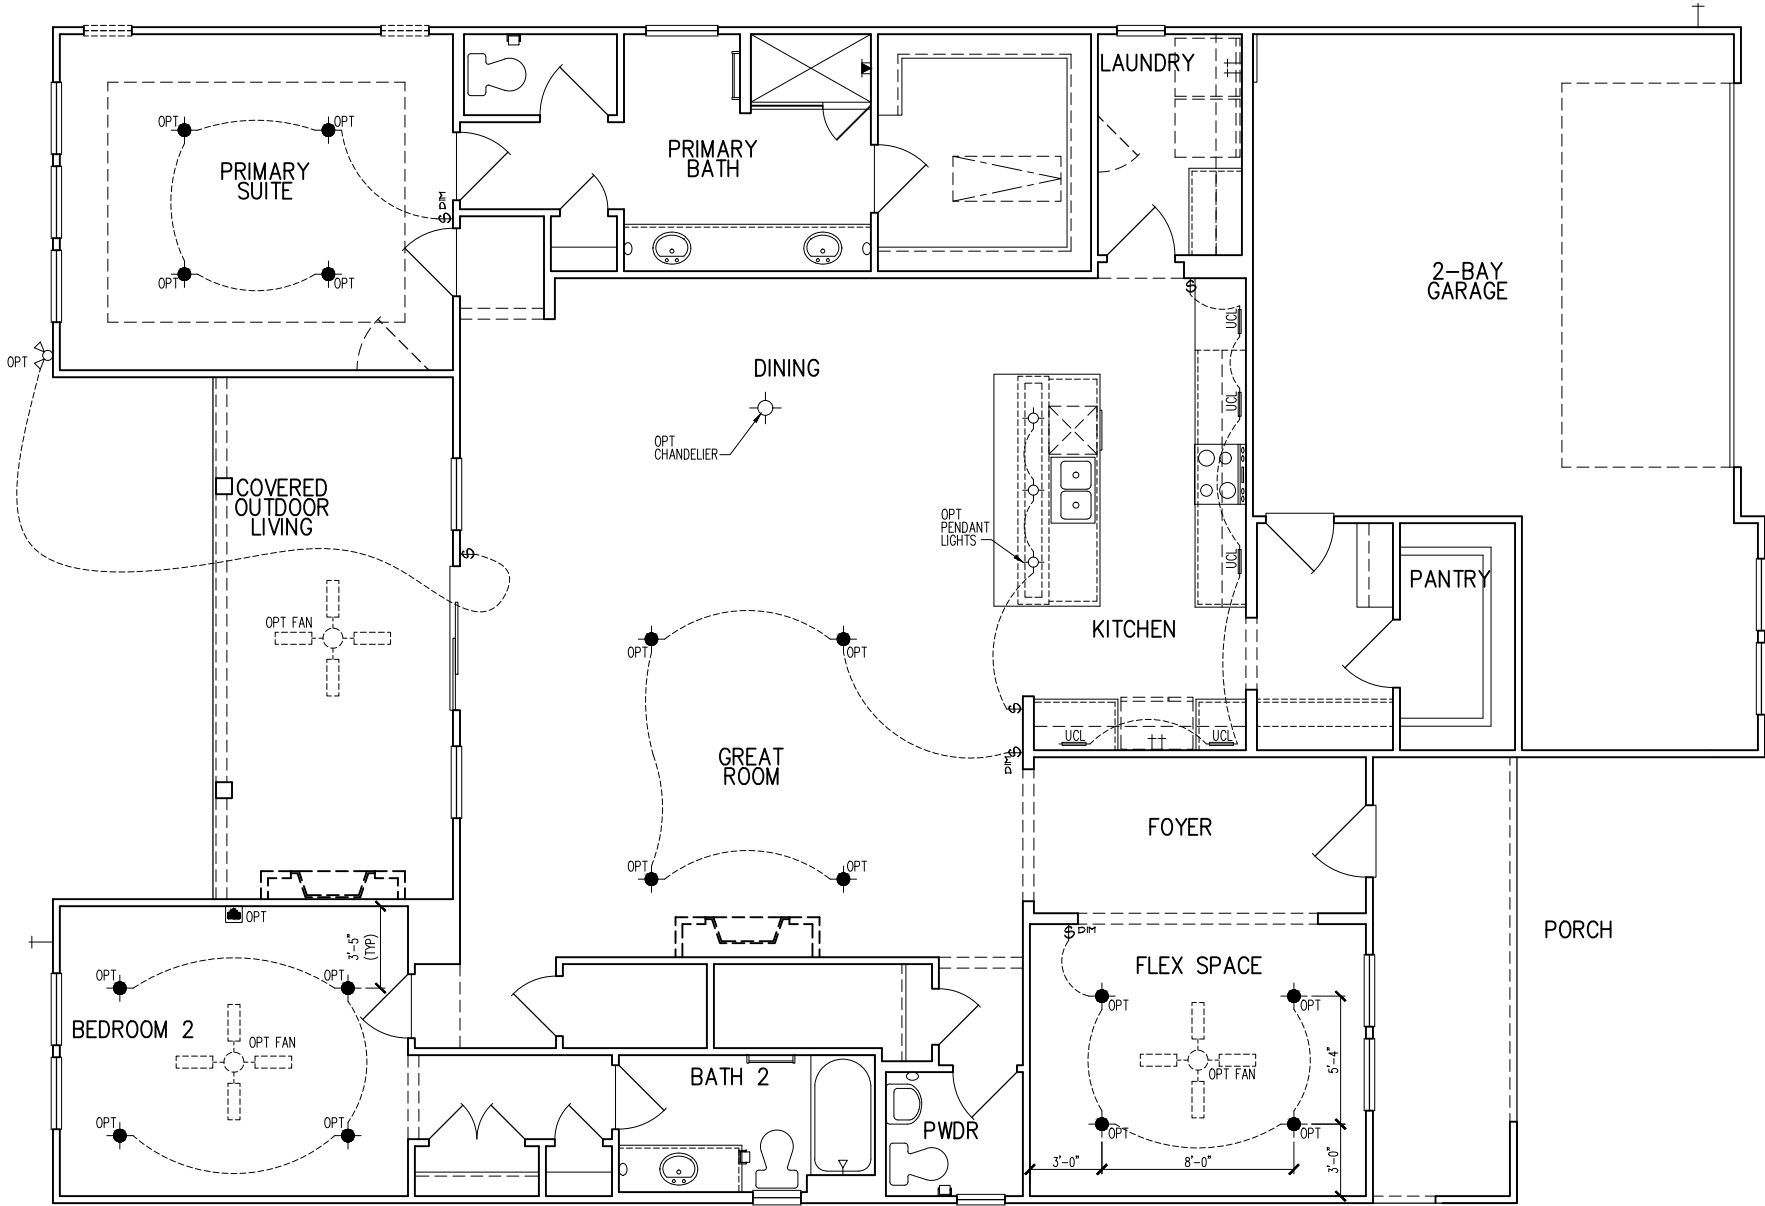 LAUNDRY
OPT
OPT
PRIMARY
SUITE
PRIMARY
BATH
DIM
$
OPT
OPT
2-BAY
GARAGE
$
UCL
OPT
DINING
UCL
OPT
CHANDELIER
COVERED
OUTDOOR
LIVING
OPT
PENDANT
LIGHTS
$
UCL
PANTRY
OPT FAN
KITCHEN
OPT
OPT
$
UCL
UCL
$
DIM
GREAT
ROOM
FOYER
OPT
OPT
OPT
3'-5"
(TYP)
$ DIM
PORCH
FLEX SPACE
OPT
OPT
OPT
OPT
BEDROOM 2
OPT FAN
5'-4"
OPT FAN
BATH 2
OPT
OPT
PWDR
OPT
OPT
3'-0"
8'-0"
3'-0"